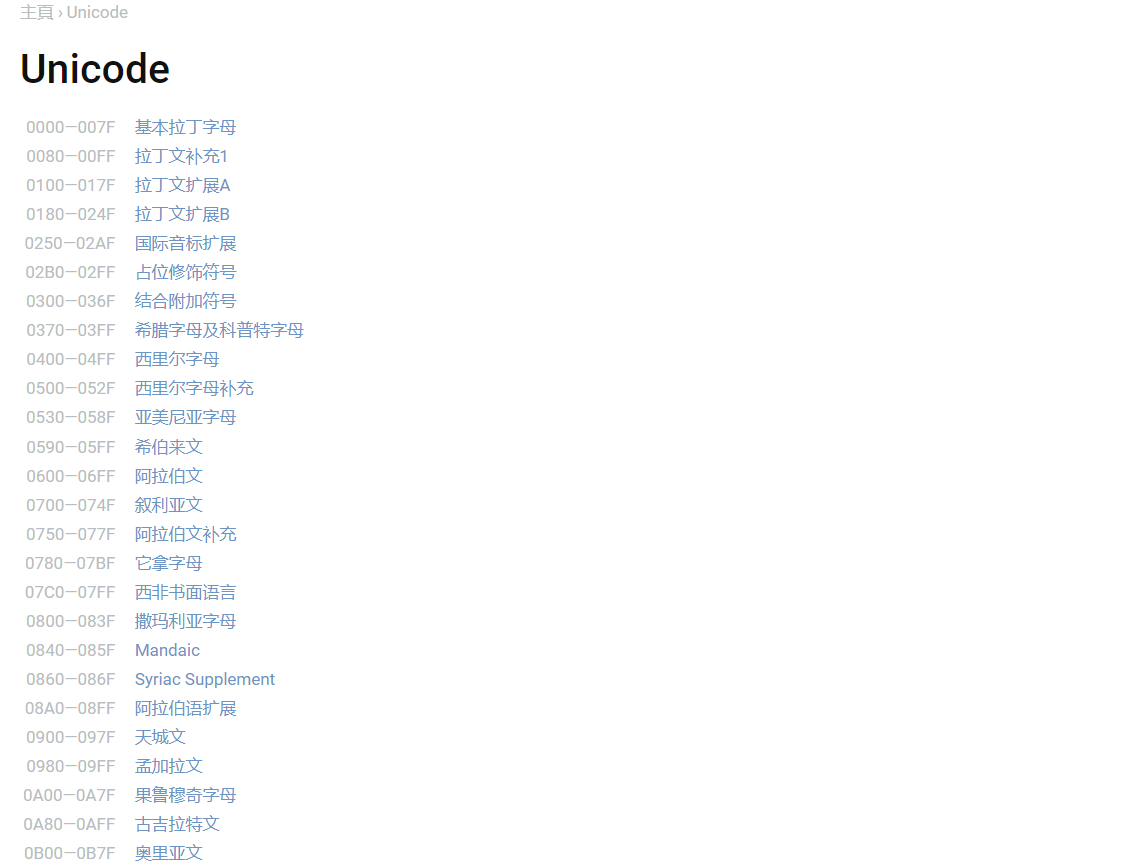 主頁 › Unicode
Unicode
0000—007F 基本拉丁字母
0080—00FF 拉丁文补充1
0100—017F 拉丁文扩展A
0180—024F 拉丁文扩展B
0250—02AF 国际音标扩展
02B0—02FF 占位修饰符号
0300—036F 结合附加符号
0370—03FF 希腊字母及科普特字母
0400—04FF 西里尔字母
0500—052F 西里尔字母补充
0530—058F 亚美尼亚字母
0590—05FF 希伯来文
0600—06FF 阿拉伯文
0700—074F 叙利亚文
0750—077F 阿拉伯文补充
0780—07BF 它拿字母
07C0—07FF 西非书面语言
0800—083F 撒玛利亚字母
0840—085F Mandaic
0860—086F Syriac Supplement
08A0—08FF 阿拉伯语扩展
0900—097F 天城文
0980—09FF 孟加拉文
0A00—0A7F 果鲁穆奇字母
0A80—0AFF 古吉拉特文
0B00—0B7F 奥里亚文